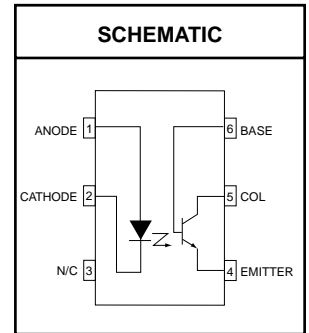 SCHEMATIC
ANODE 1
6 BASE
CATHODE 2
5 COL
N/C 3
4 EMITTER